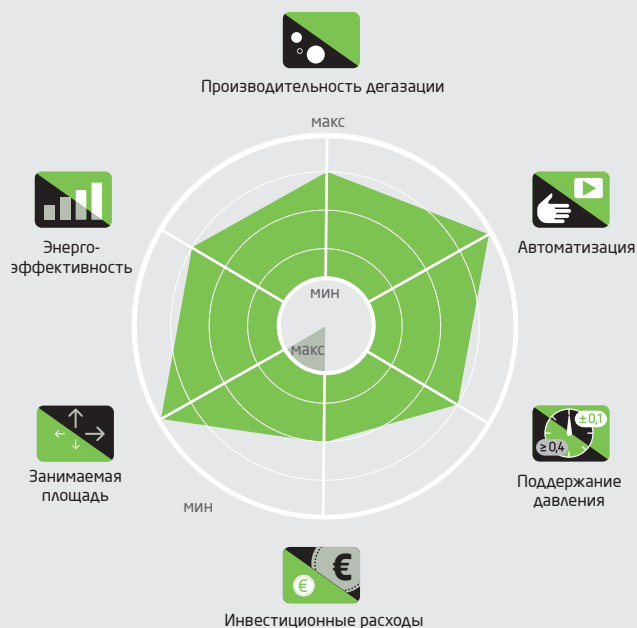 Производительность дегазации
макс
Энерго-
эффективность
Автоматизация
мин
макс
± 0,1
≥ 0,4
Занимаемая
площадь
Поддержание
давления
мин
€
€
Инвестиционные расходы